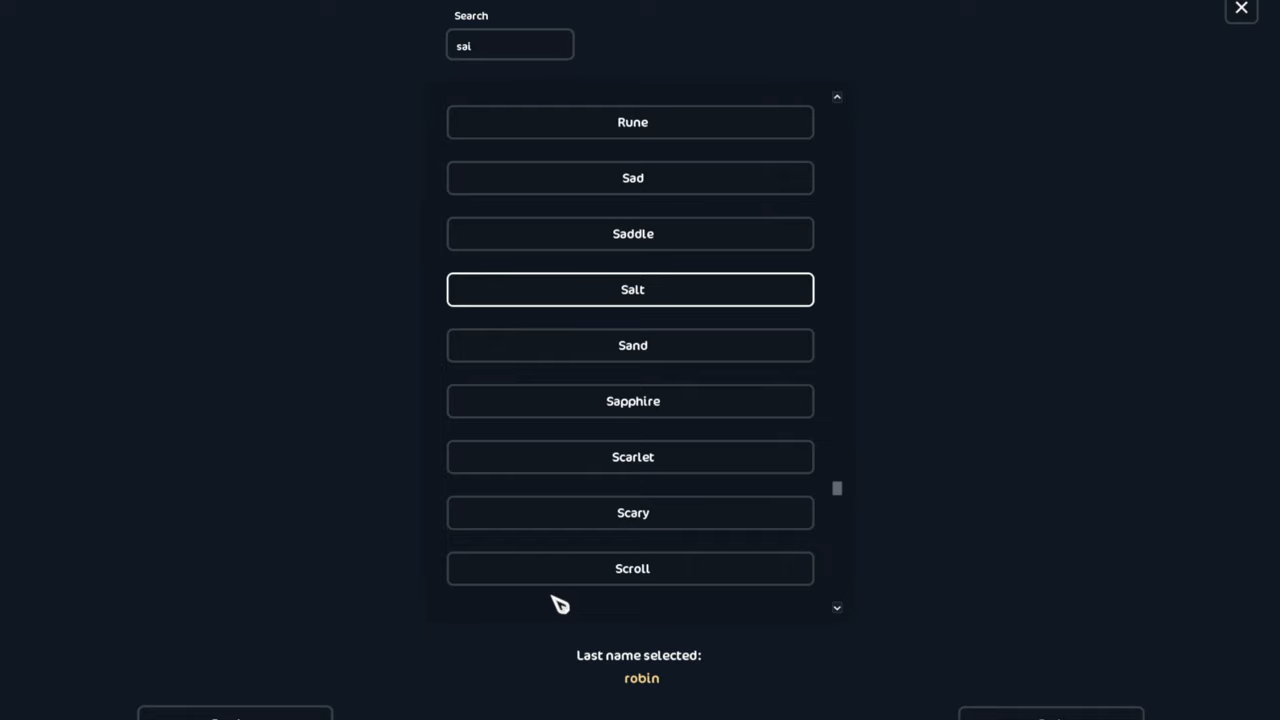 Search
sal
Rune
Sad
Saddle
Salt
Sand
Sapphire
Scarlet
Scary
Scroll
Last name selected:
robin